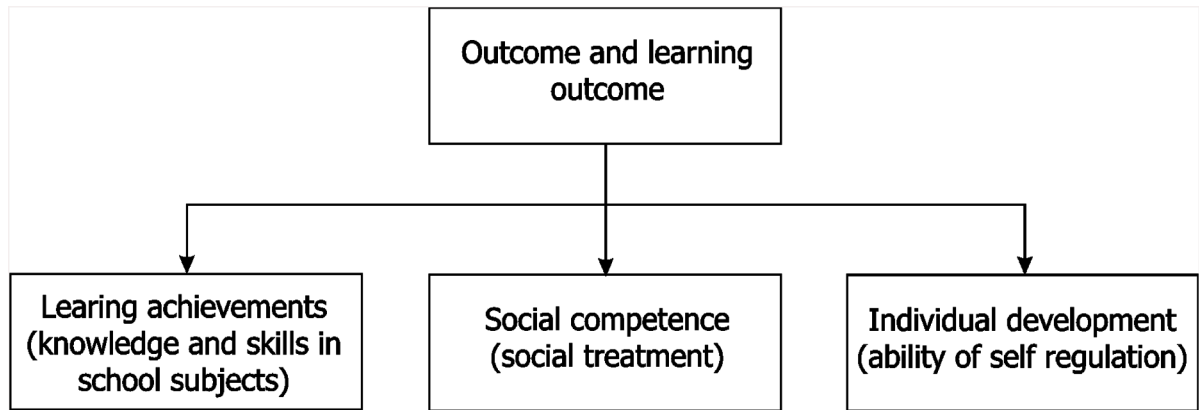 Outcome and learning
outcome
Learing achievements
(knowledge and skills in
school subjects)
Social competence
(social treatment)
Individual development
(ability of self regulation)